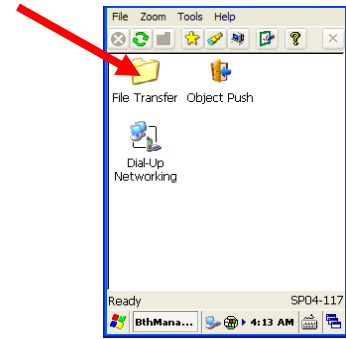 File Zoom Tools Help
File Transfer Object Push
Dial-Up
Networking
Ready SP04-117
BthMana... 4:13 AM